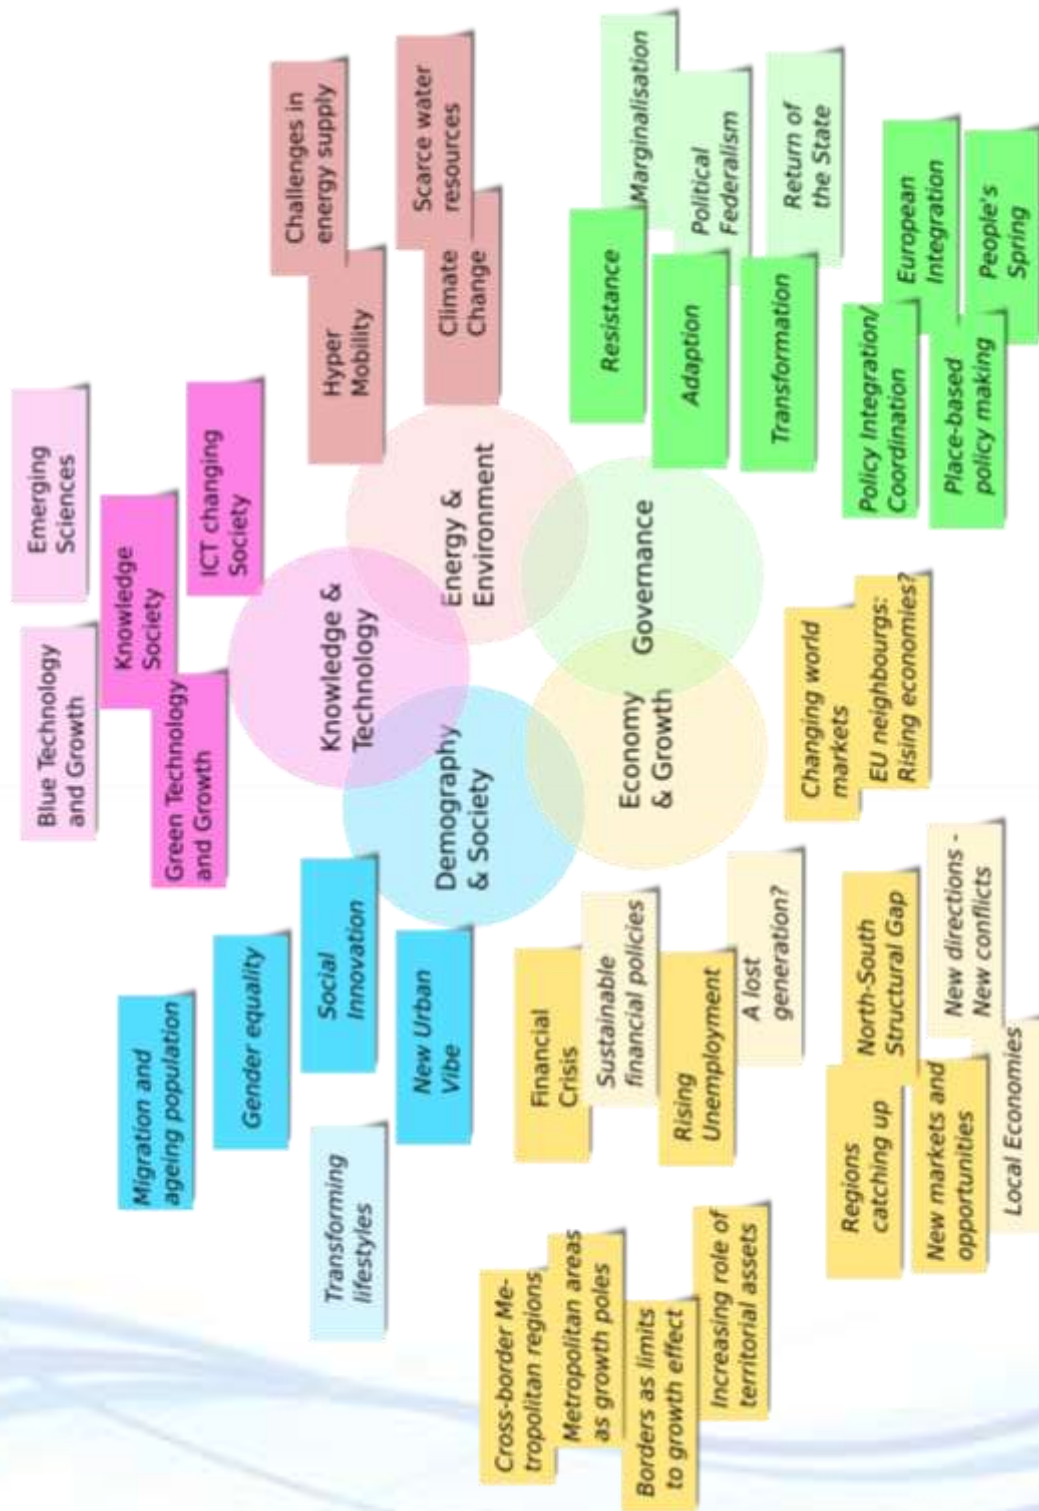 Migration and
ageing population
Gender equality
Social
Innovation
Transforming
lifestyles
New Urban
Vibe
Blue Technology
and Growth
Emerging
Sciences
Knowledge
Society
Green Technology
and Growth
ICT changing
Society
Challenges in
energy supply
Hyper
Mobility
Scarce water
resources
Climate
Change
Knowledge &
Technology
Demography
& Society
Energy &
Environment
Economy
& Growth
Governance
Cross-border Me-
tropolitan regions
Metropolitan areas
as growth poles
Borders as limits
to growth effect
Increasing role of
territorial assets
Financial
Crisis
Sustainable
financial policies
Rising
Unemployment
A lost
generation?
Regions
catching up
North-South
Structural Gap
New markets and
opportunities
New directions -
New conflicts
Local Economies
Changing world
markets
EU neighbourgs:
Rising economies?
Marginalisation
Resistance
Political
Federalism
Adaption
Return of
the State
Transformation
European
Integration
Policy Integration/
Coordination
People's
Spring
Place-based
policy making